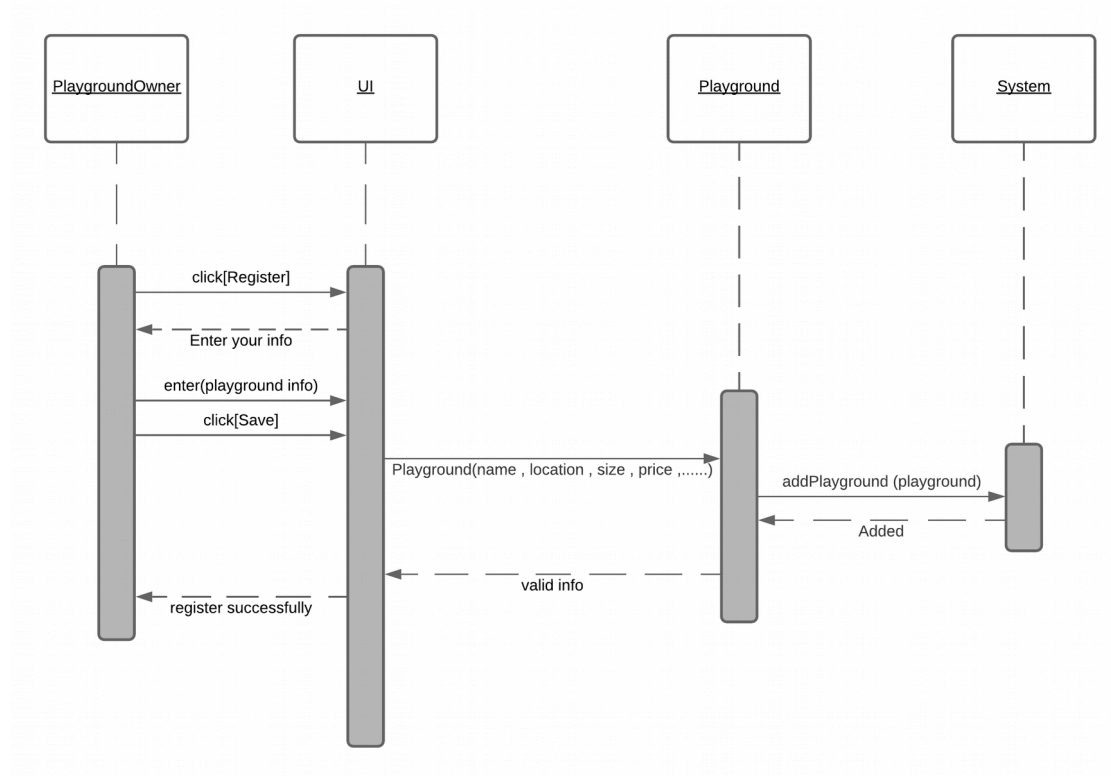 PlaygroundOwner
UI
Playground
System
click[Register]
Enter your info
enter(playground info)
click[Save]
Playground(name , location , size , price ,......)
addPlayground (playground)
Added
valid info
register successfully